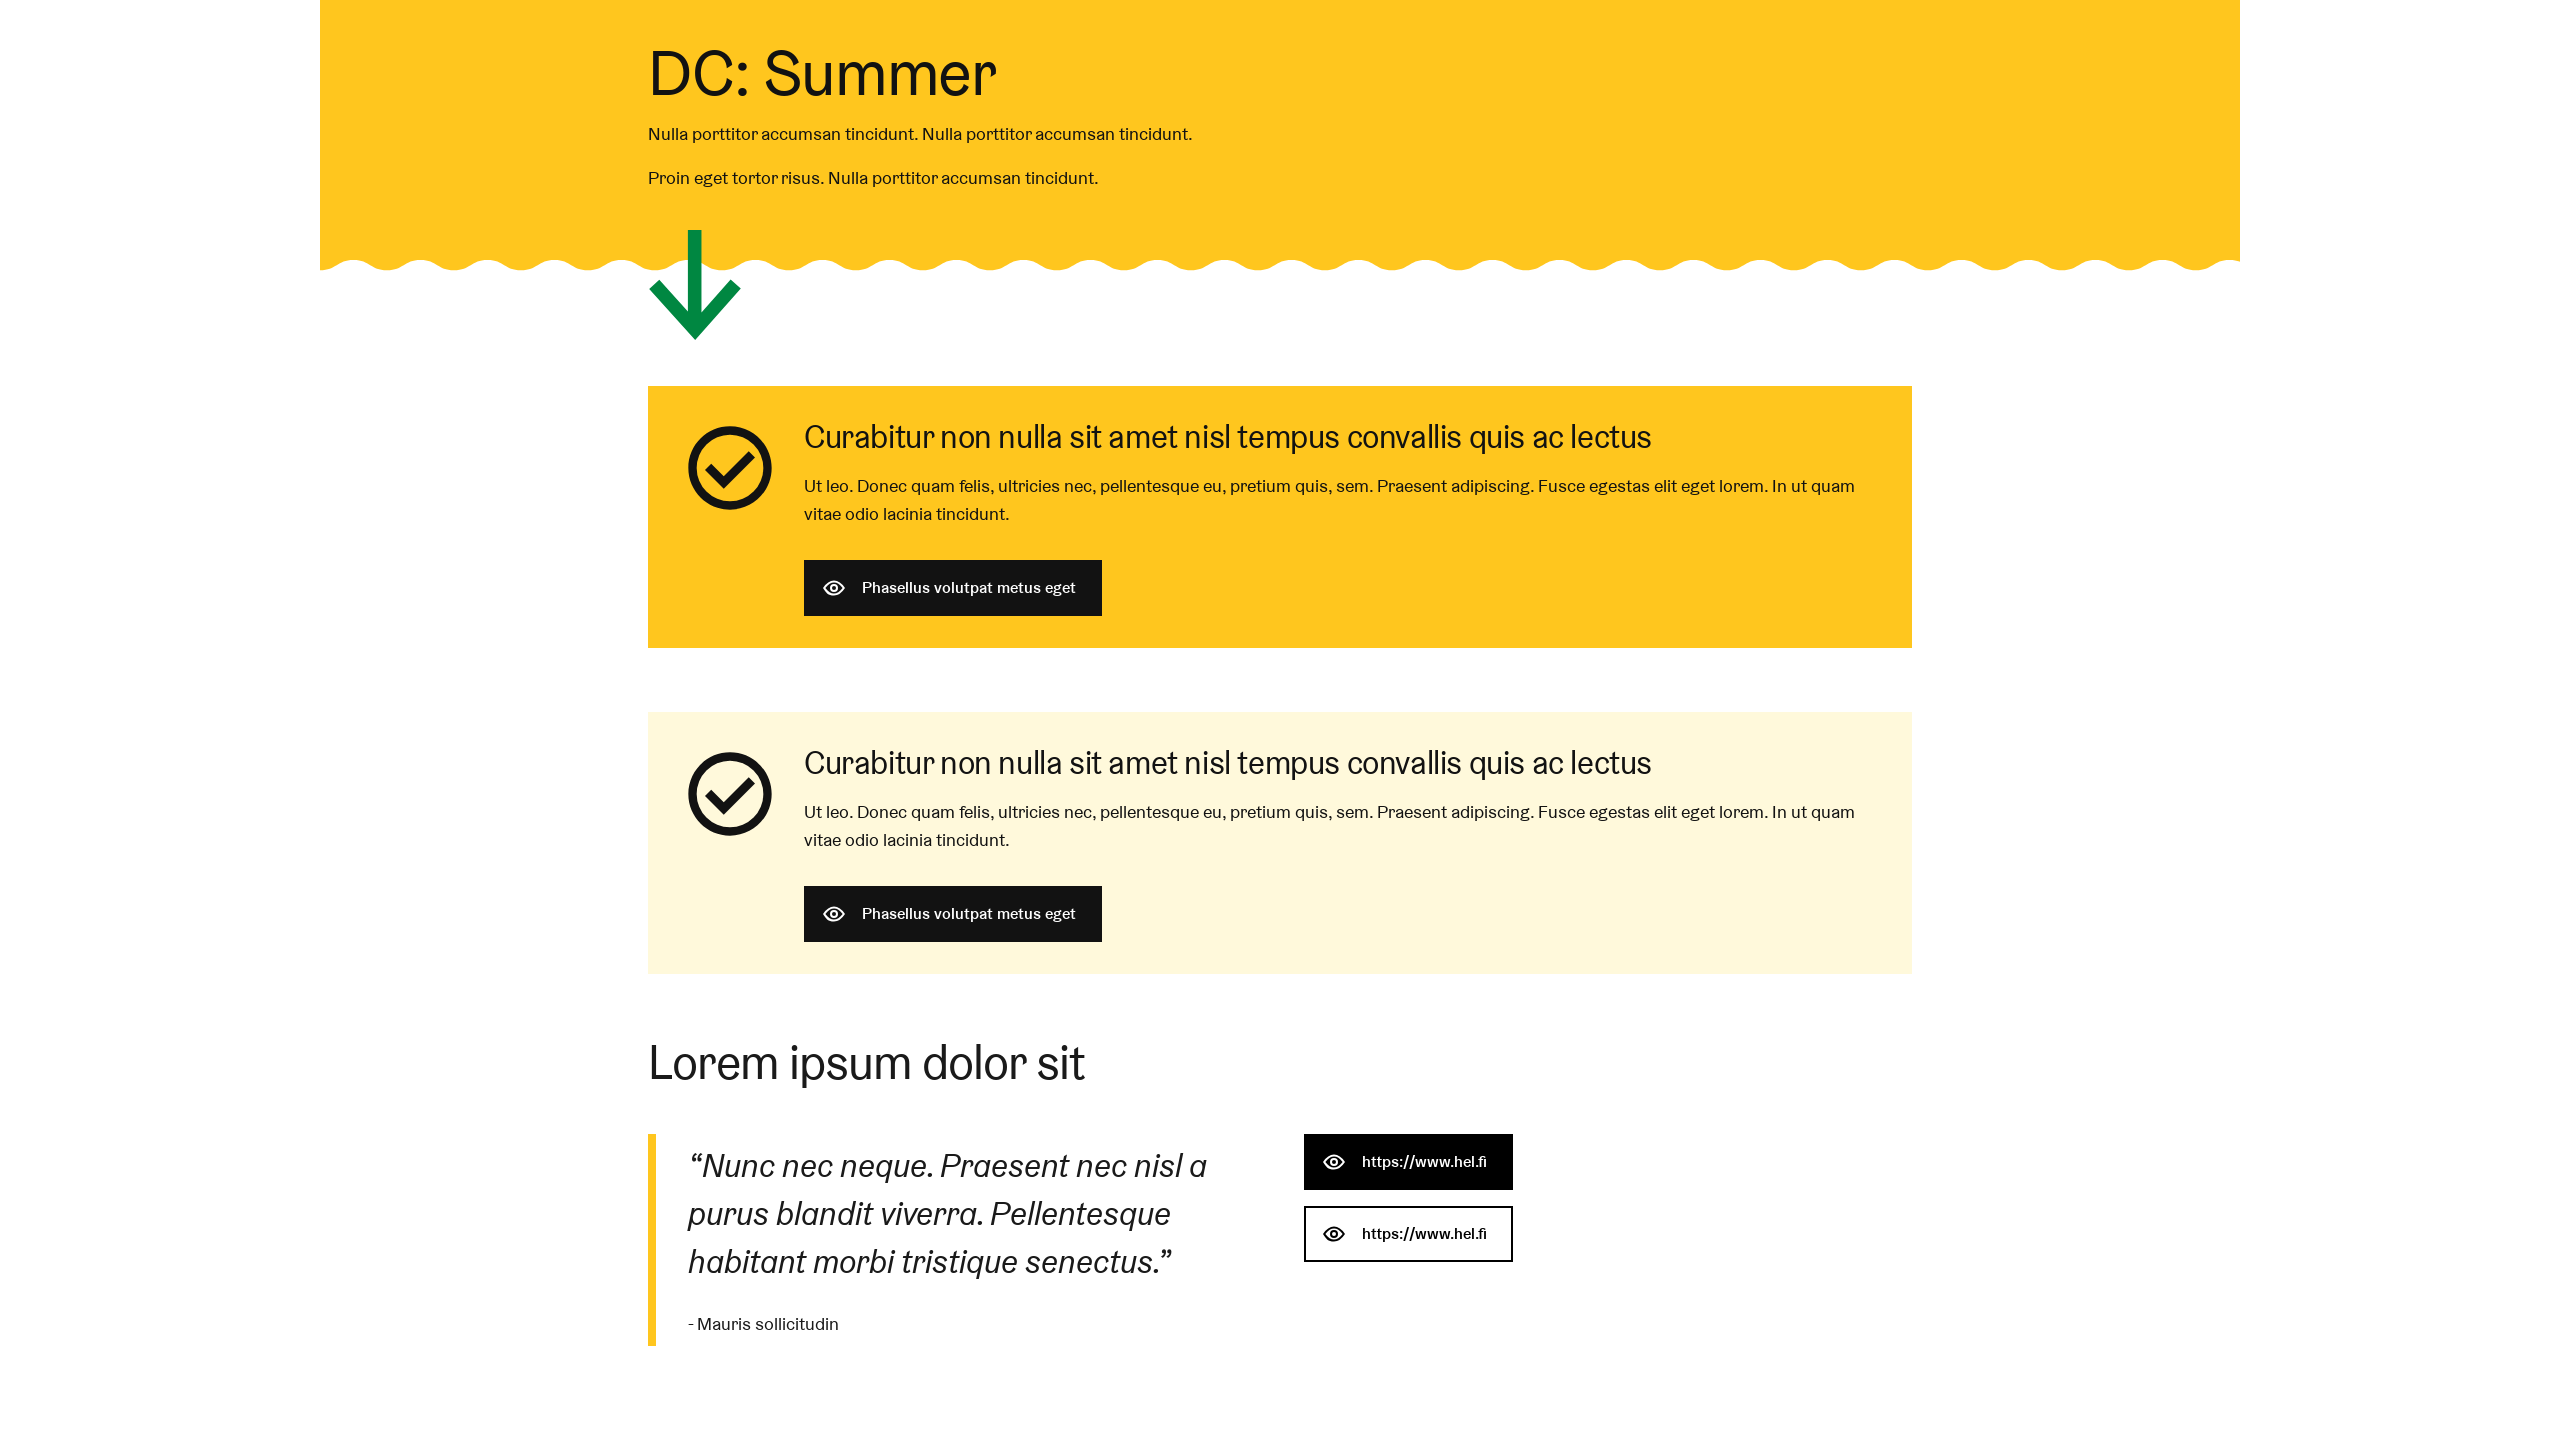 DC: Summer
Nulla porttitor accumsan tincidunt. Nulla porttitor accumsan tincidunt.
Proin eget tortor risus. Nulla porttitor accumsan tincidunt.
Curabitur non nulla sit amet nisl tempus convallis quis ac lectus
Ut leo. Donec quam felis, ultricies nec, pellentesque eu, pretium quis, sem. Praesent adipiscing. Fusce egestas elit eget lorem. In ut quam
vitae odio lacinia tincidunt.
Phasellus volutpat metus eget
Curabitur non nulla sit amet nisl tempus convallis quis ac lectus
Ut leo. Donec quam felis, ultricies nec, pellentesque eu, pretium quis, sem. Praesent adipiscing. Fusce egestas elit eget lorem. In ut quam
vitae odio lacinia tincidunt.
Phasellus volutpat metus eget
Lorem ipsum dolor sit
“Nunc nec neque. Praesent nec nisl a
purus blandit viverra. Pellentesque
habitant morbi tristique senectus.”
- Mauris sollicitudin
https://www.hel.fi
https://www.hel.fi